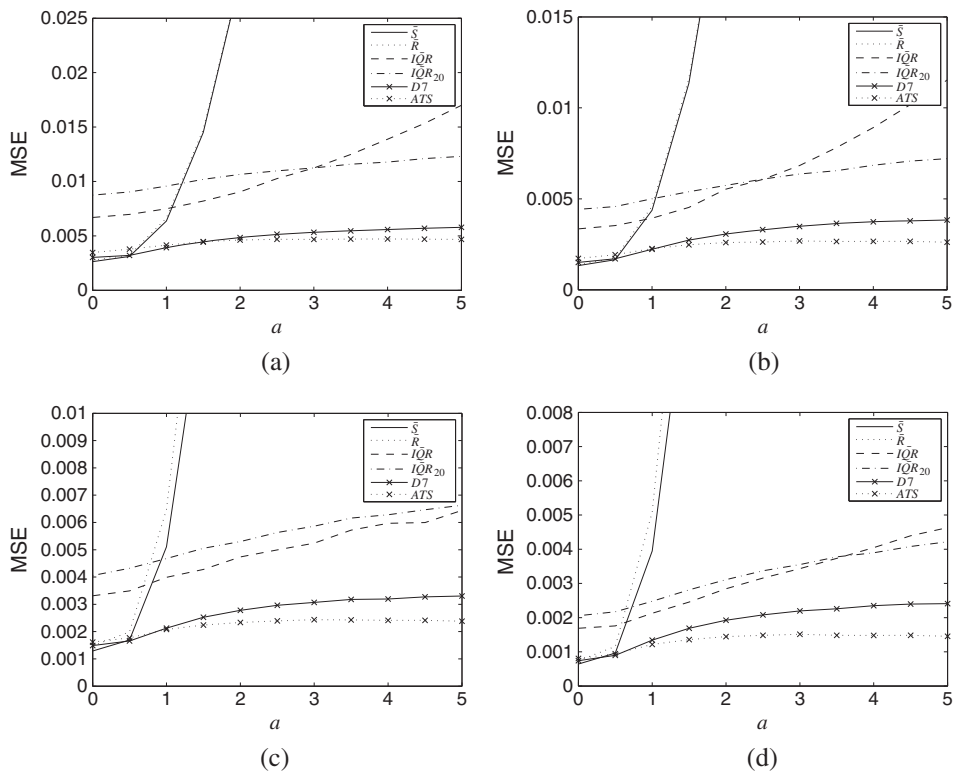 0.025
0.02
0.015
0.01
0.005
0
MSE
0 1 2 3 4 5
a
S̄
R̄
IQ̄R
IQ̄R₂₀
D7
ATS
(a)
0.015
0.01
0.005
0
MSE
0 1 2 3 4 5
a
S̄
R̄
IQ̄R
IQ̄R₂₀
D7
ATS
(b)
0.01
0.009
0.008
0.007
0.006
0.005
0.004
0.003
0.002
0.001
0
MSE
0 1 2 3 4 5
a
S̄
R̄
IQ̄R
IQ̄R₂₀
D7
ATS
(c)
0.008
0.007
0.006
0.005
0.004
0.003
0.002
0.001
0
MSE
0 1 2 3 4 5
a
S̄
R̄
IQ̄R
IQ̄R₂₀
D7
ATS
(d)